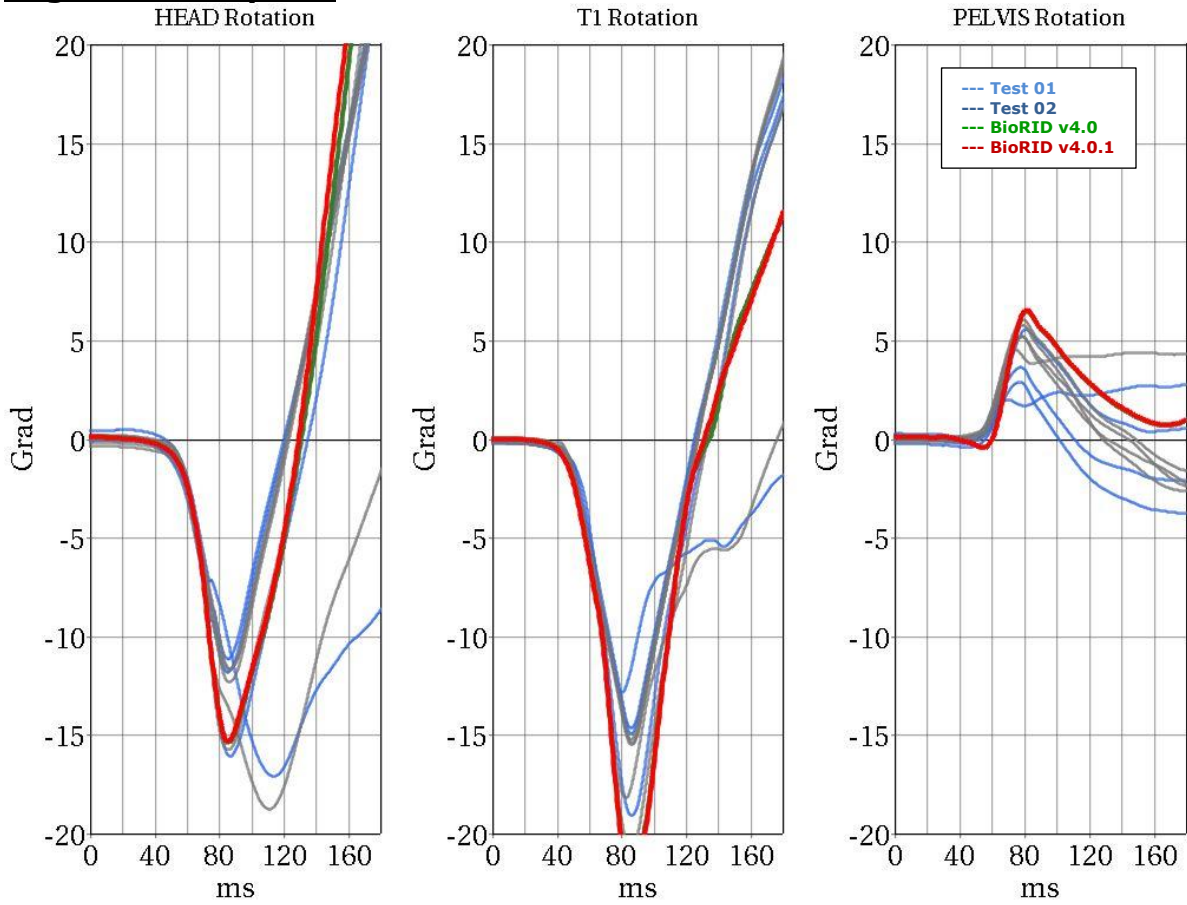 HEAD Rotation
T1 Rotation
PELVIS Rotation
20
15
10
5
0
-5
-10
-15
-20
Grad
0 40 80 120 160
ms
20
15
10
5
0
-5
-10
-15
-20
Grad
0 40 80 120 160
ms
20
15
10
5
0
-5
-10
-15
-20
Grad
0 40 80 120 160
ms
--- Test 01
--- Test 02
--- BioRID v4.0
--- BioRID v4.0.1